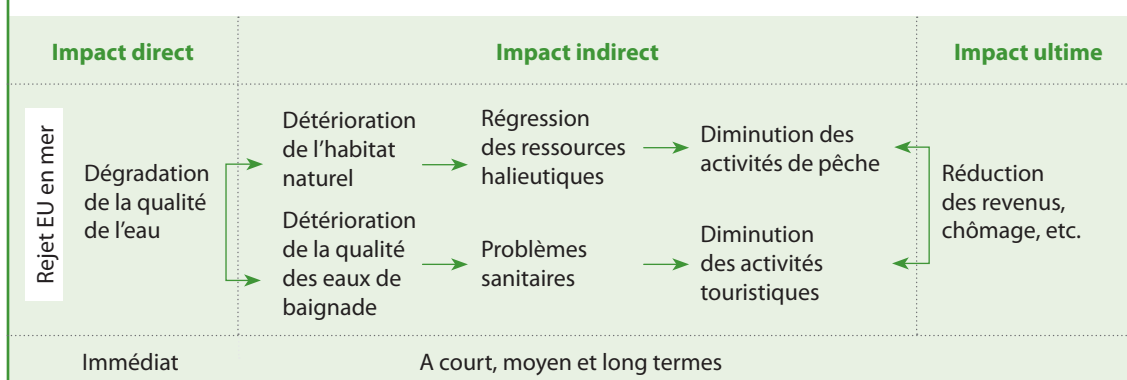 Impact direct
Impact indirect
Impact ultime
Rejet EU en mer
Dégradation
de la qualité
de l'eau
Détérioration
de l'habitat
naturel
Régression
des ressources
halieutiques
Diminution des
activités de pêche
Détérioration
de la qualité
des eaux de
baignade
Problèmes
sanitaires
Diminution
des activités
touristiques
Réduction
des revenus,
chômage, etc.
Immédiat
A court, moyen et long termes